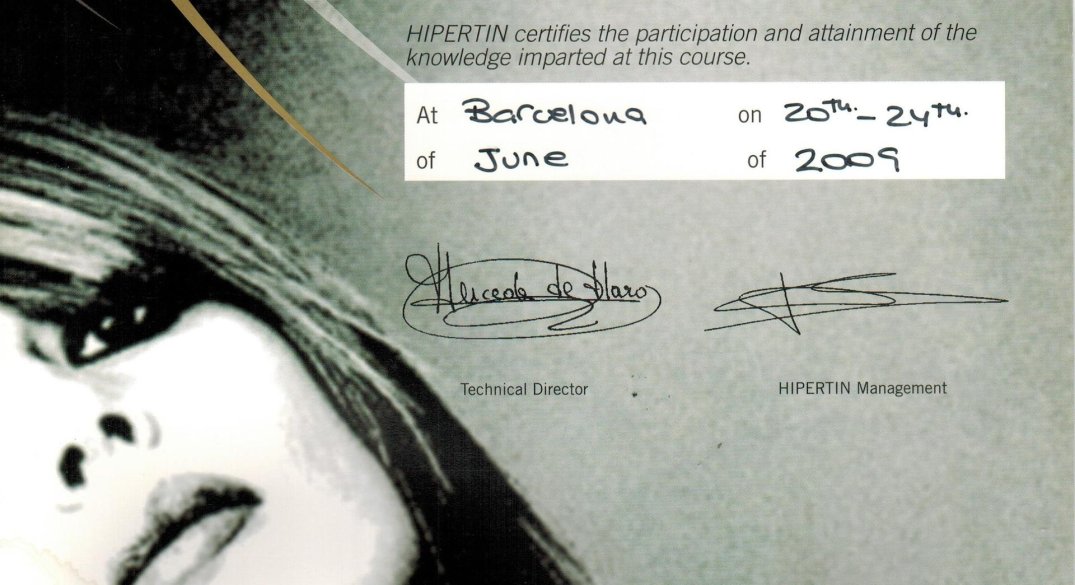 HIPERTIN certifies the participation and attainment of the
knowledge imparted at this course.
At Barcelona on 20TH. - 24TH.
of June of 2009
de
Technical Director HIPERTIN Management